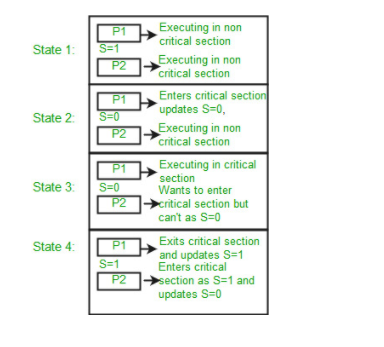 P1
Executing in non
critical section
State 1:
S=1
P2
Executing in non
critical section
P1
Enters critical section
updates S=0,
State 2:
S=0
P2
Executing in non
critical section
P1
Executing in critical
section
State 3:
S=0
Wants to enter
P2
critical section but
can't as S=0
State 4:
P1
Exits critical section
and updates S=1
S=1
Enters critical
P2
section as S=1 and
updates S=0